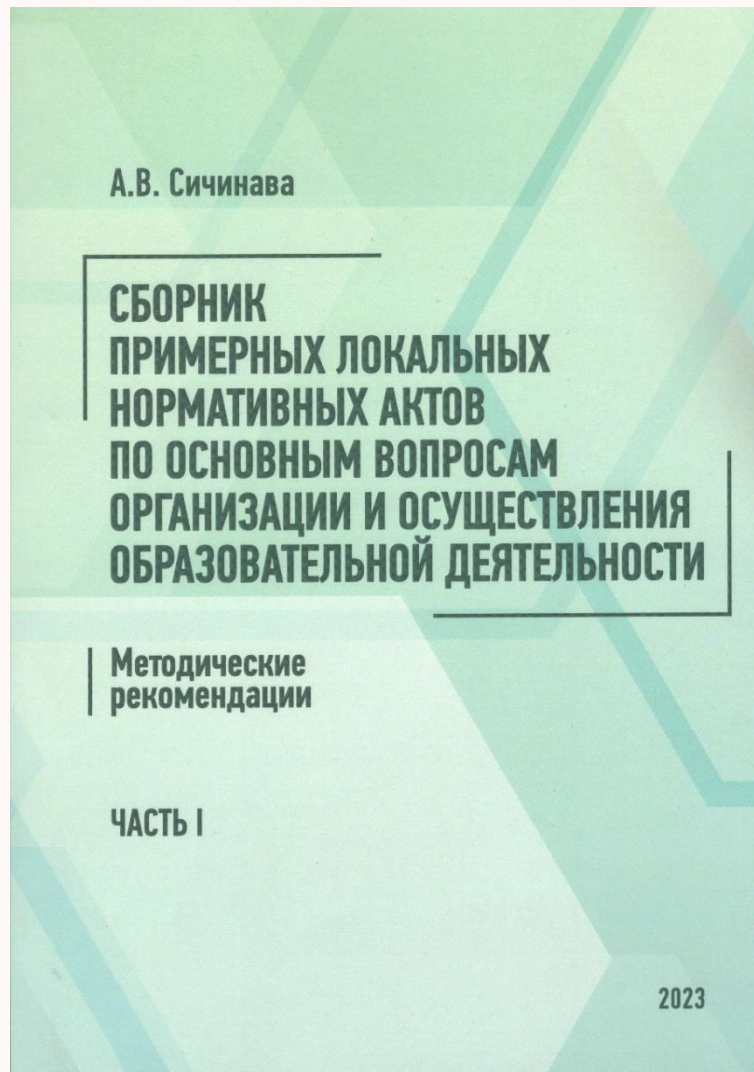 А.В. Сичинава
СБОРНИК
ПРИМЕРНЫХ ЛОКАЛЬНЫХ
НОРМАТИВНЫХ АКТОВ
ПО ОСНОВНЫМ ВОПРОСАМ
ОРГАНИЗАЦИИ И ОСУЩЕСТВЛЕНИЯ
ОБРАЗОВАТЕЛЬНОЙ ДЕЯТЕЛЬНОСТИ
Методические
рекомендации
ЧАСТЬ I
2023